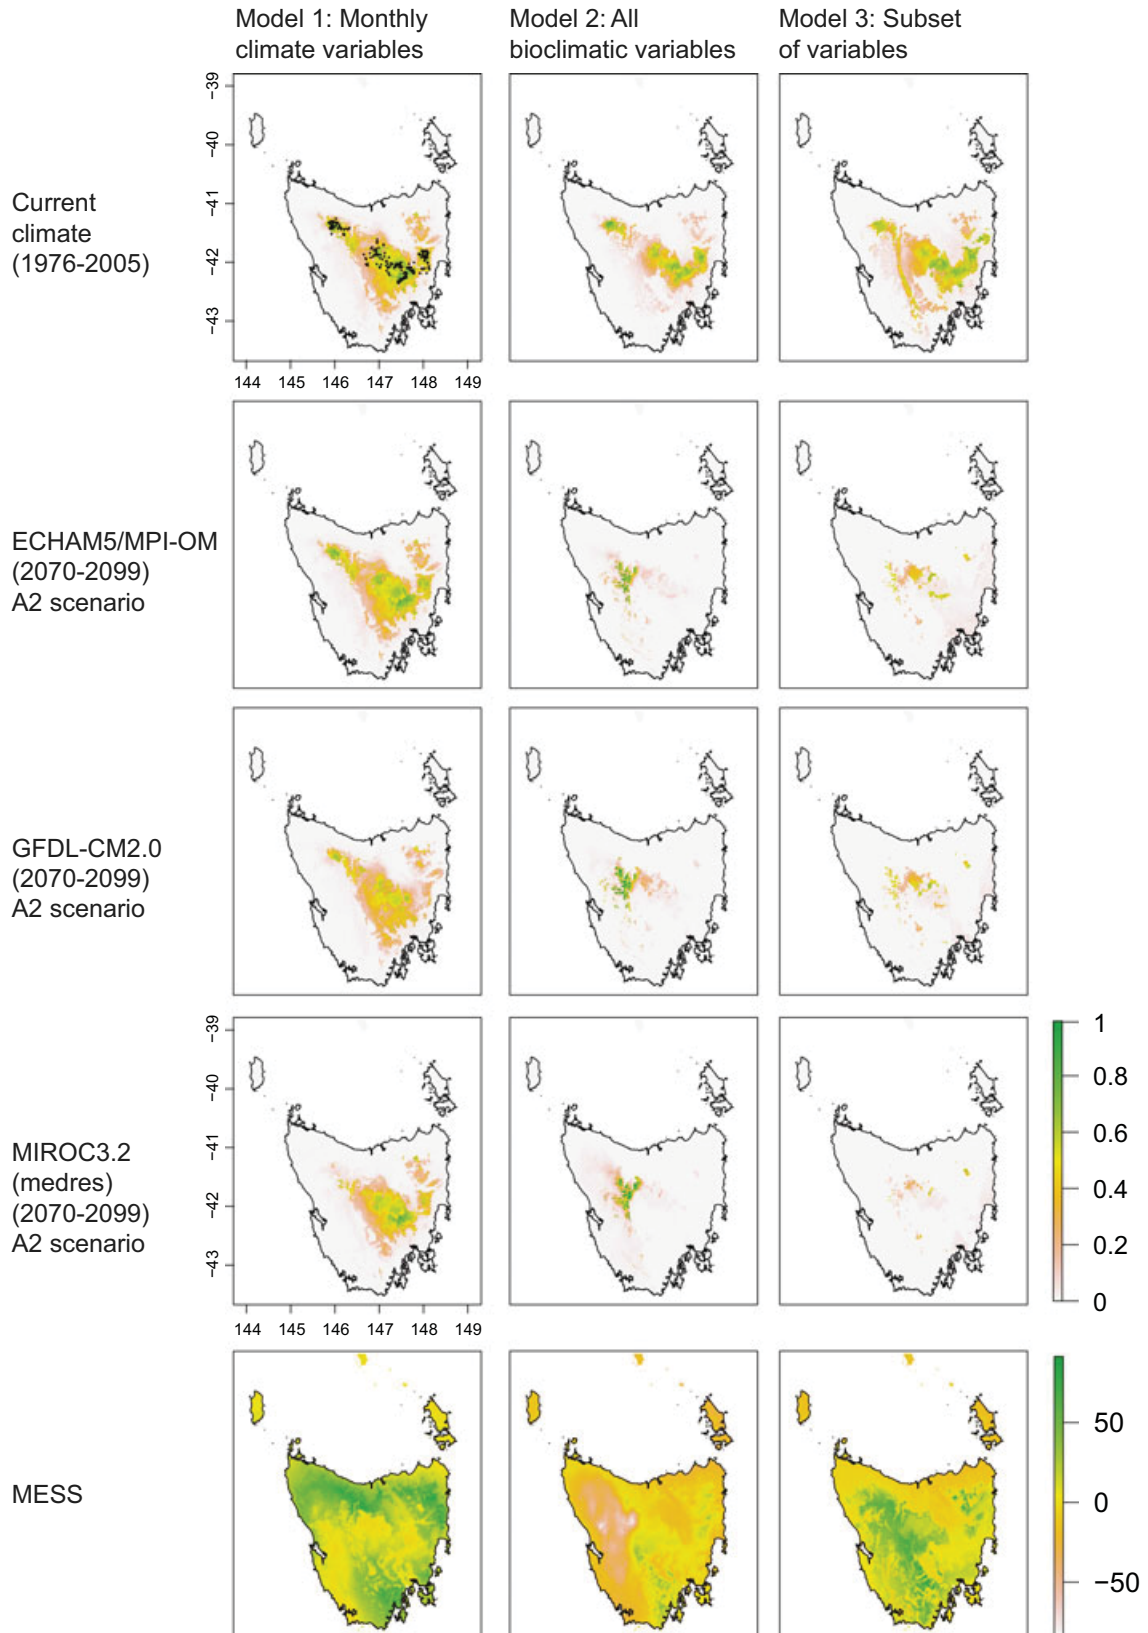 Model 1: Monthly
climate variables
Model 2: All
bioclimatic variables
Model 3: Subset
of variables
Current
climate
(1976-2005)
−39
−40
−41
−42
−43
144 145 146 147 148 149
ECHAM5/MPI-OM
(2070-2099)
A2 scenario
GFDL-CM2.0
(2070-2099)
A2 scenario
MIROC3.2
(medres)
(2070-2099)
A2 scenario
−39
−40
−41
−42
−43
144 145 146 147 148 149
1
0.8
0.6
0.4
0.2
0
MESS
50
0
−50